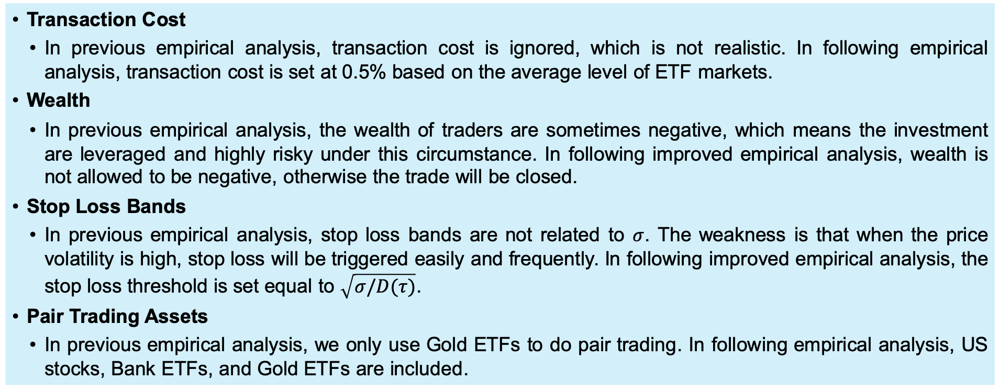 • Transaction Cost
• In previous empirical analysis, transaction cost is ignored, which is not realistic. In following empirical
analysis, transaction cost is set at 0.5% based on the average level of ETF markets.
• Wealth
• In previous empirical analysis, the wealth of traders are sometimes negative, which means the investment
are leveraged and highly risky under this circumstance. In following improved empirical analysis, wealth is
not allowed to be negative, otherwise the trade will be closed.
• Stop Loss Bands
• In previous empirical analysis, stop loss bands are not related to σ. The weakness is that when the price
volatility is high, stop loss will be triggered easily and frequently. In following improved empirical analysis, the
stop loss threshold is set equal to √σ/D(τ).
• Pair Trading Assets
• In previous empirical analysis, we only use Gold ETFs to do pair trading. In following empirical analysis, US
stocks, Bank ETFs, and Gold ETFs are included.